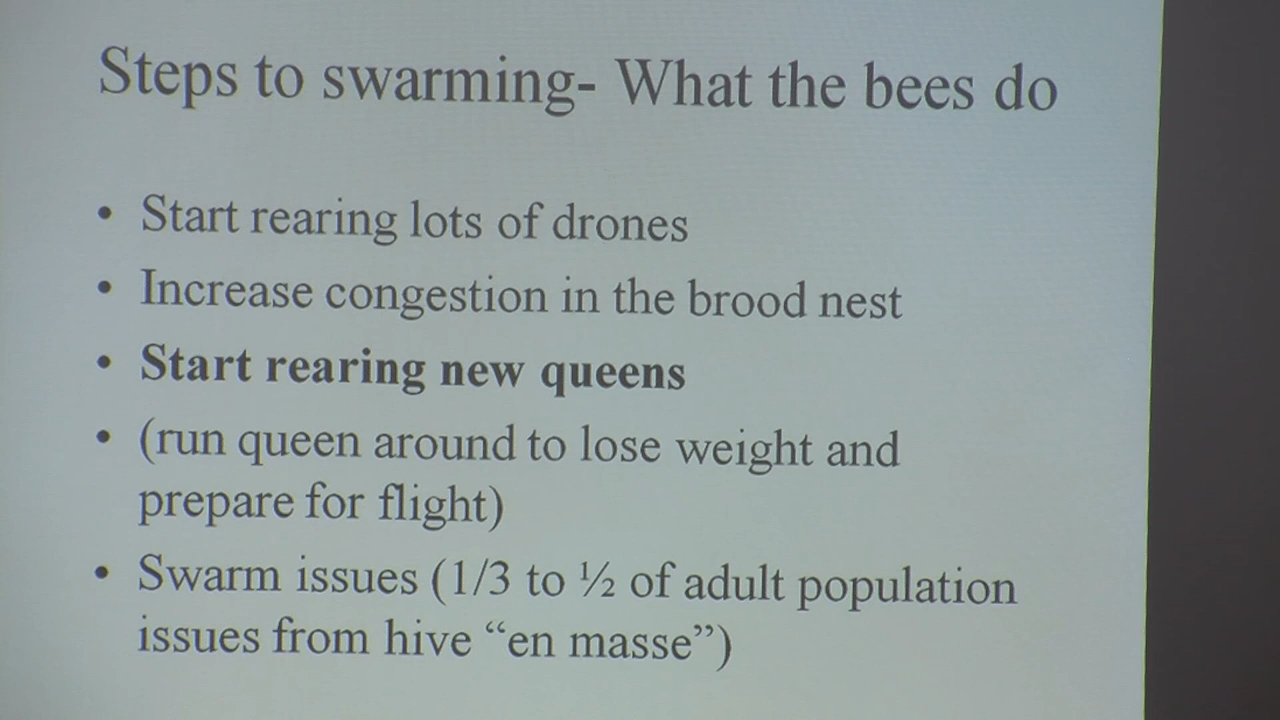 Steps to swarming- What the bees do
• Start rearing lots of drones
• Increase congestion in the brood nest
• Start rearing new queens
• (run queen around to lose weight and
prepare for flight)
• Swarm issues (1/3 to ½ of adult population
issues from hive “en masse”)